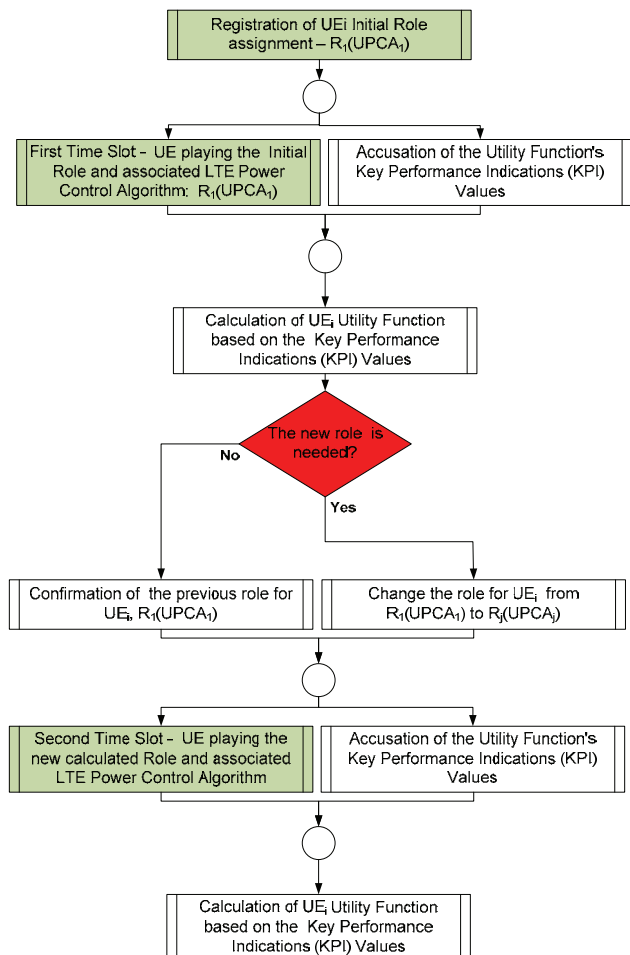 Registration of UEi Initial Role
assignment – R1(UPCA1)
First Time Slot - UE playing the Initial
Role and associated LTE Power
Control Algorithm: R1(UPCA1)
Accusation of the Utility Function's
Key Performance Indications (KPI)
Values
Calculation of UEi Utility Function
based on the Key Performance
Indications (KPI) Values
The new role is
needed?
No
Yes
Confirmation of the previous role for
UEi, R1(UPCA1)
Change the role for UEi from
R1(UPCA1) to Rj(UPCAj)
Second Time Slot - UE playing the
new calculated Role and associated
LTE Power Control Algorithm
Accusation of the Utility Function's
Key Performance Indications (KPI)
Values
Calculation of UEi Utility Function
based on the Key Performance
Indications (KPI) Values